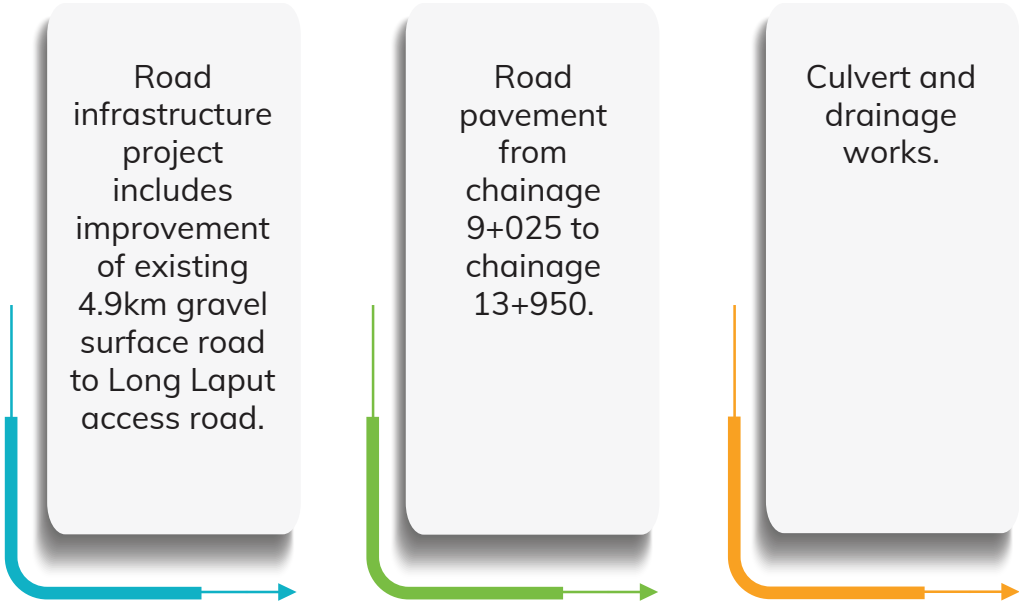 Road
infrastructure
project
includes
improvement
of existing
4.9km gravel
surface road
to Long Laput
access road.
Road
pavement
from
chainage
9+025 to
chainage
13+950.
Culvert and
drainage
works.